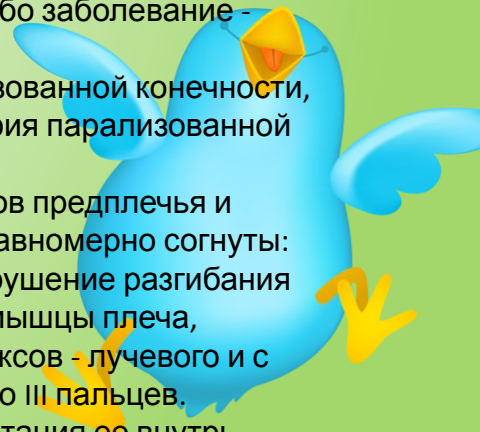 бо заболевание -
зованной конечности,
рия парализованной
ов предплечья и
авномерно согнуты:
рушение разгибания
мышцы плеча,
ксов - лучевого и с
о III пальцев.